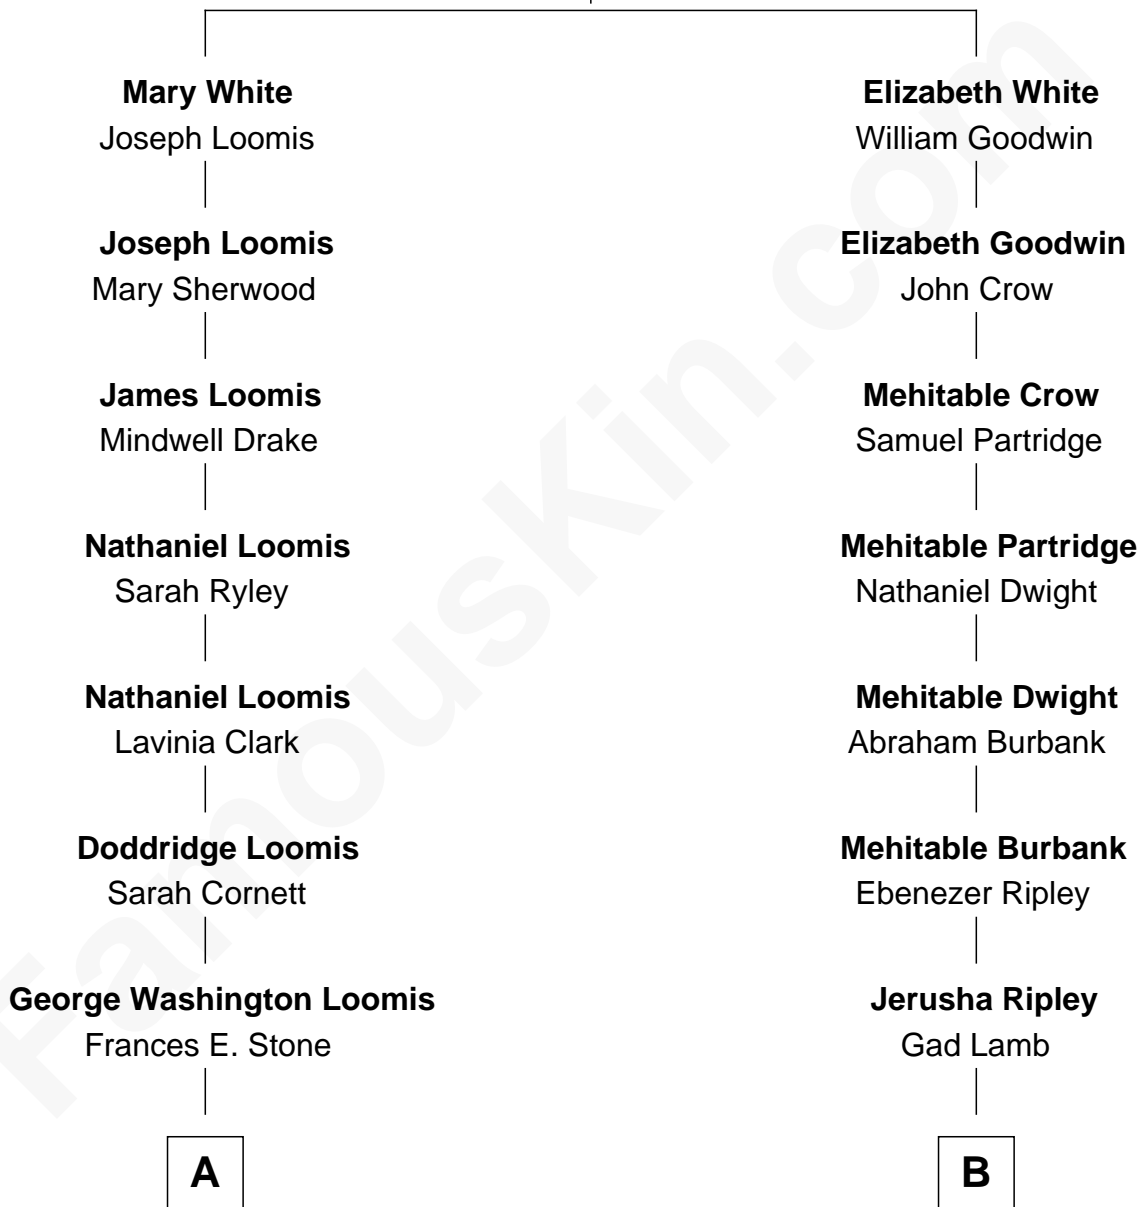 Mary White
Joseph Loomis
Joseph Loomis
Mary Sherwood
James Loomis
Mindwell Drake
Nathaniel Loomis
Sarah Ryley
Nathaniel Loomis
Lavinia Clark
Doddridge Loomis
Sarah Cornett
George Washington Loomis
Frances E. Stone
A
Elizabeth White
William Goodwin
Elizabeth Goodwin
John Crow
Mehitable Crow
Samuel Partridge
Mehitable Partridge
Nathaniel Dwight
Mehitable Dwight
Abraham Burbank
Mehitable Burbank
Ebenezer Ripley
Jerusha Ripley
Gad Lamb
B
FamousKin.com